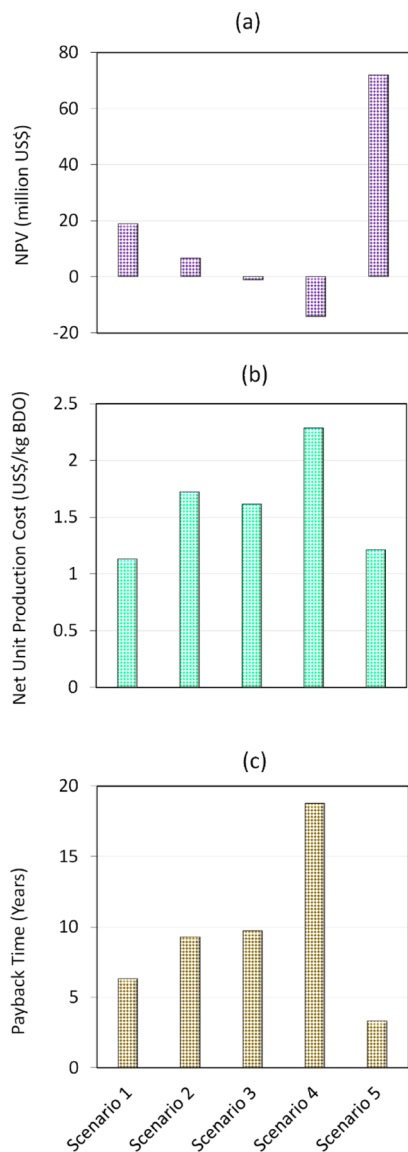 (a)
NPV (million US$)
80
60
40
20
0
-20
(b)
Net Unit Production Cost (US$/kg BDO)
2.5
2
1.5
1
0.5
0
(c)
Payback Time (Years)
20
15
10
5
0
Scenario 1
Scenario 2
Scenario 3
Scenario 4
Scenario 5